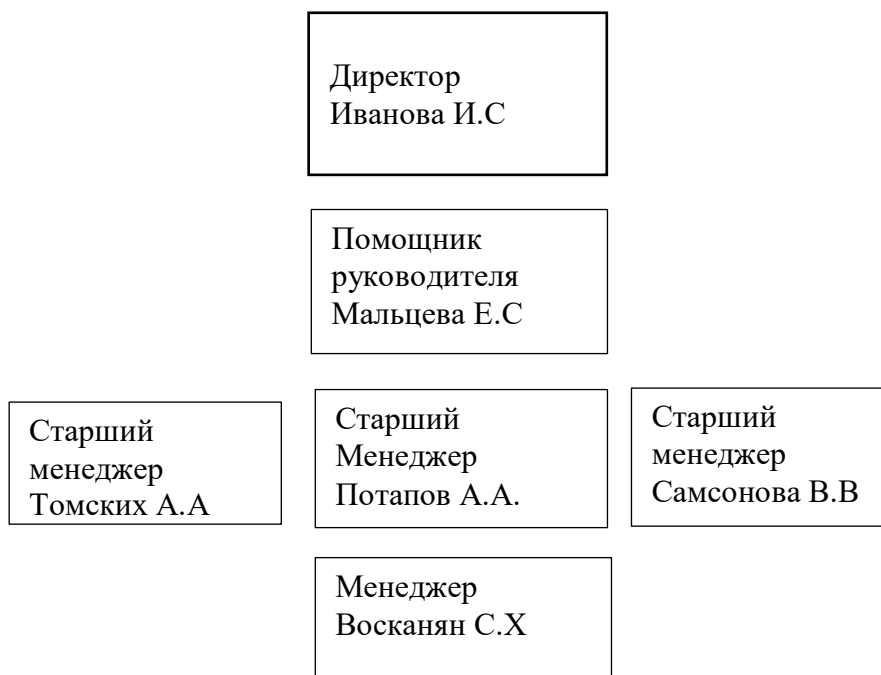 Директор
Иванова И.С
Помощник
руководителя
Мальцева Е.С
Старший
менеджер
Томских А.А
Старший
Менеджер
Потапов А.А.
Старший
менеджер
Самсонова В.В
Менеджер
Восканян С.Х